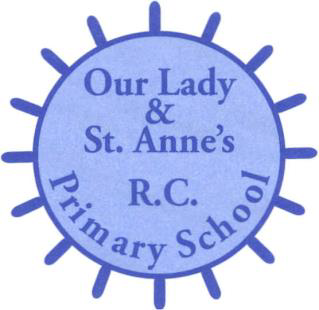 Our Lady
&
St. Anne's
R.C.
Primary School